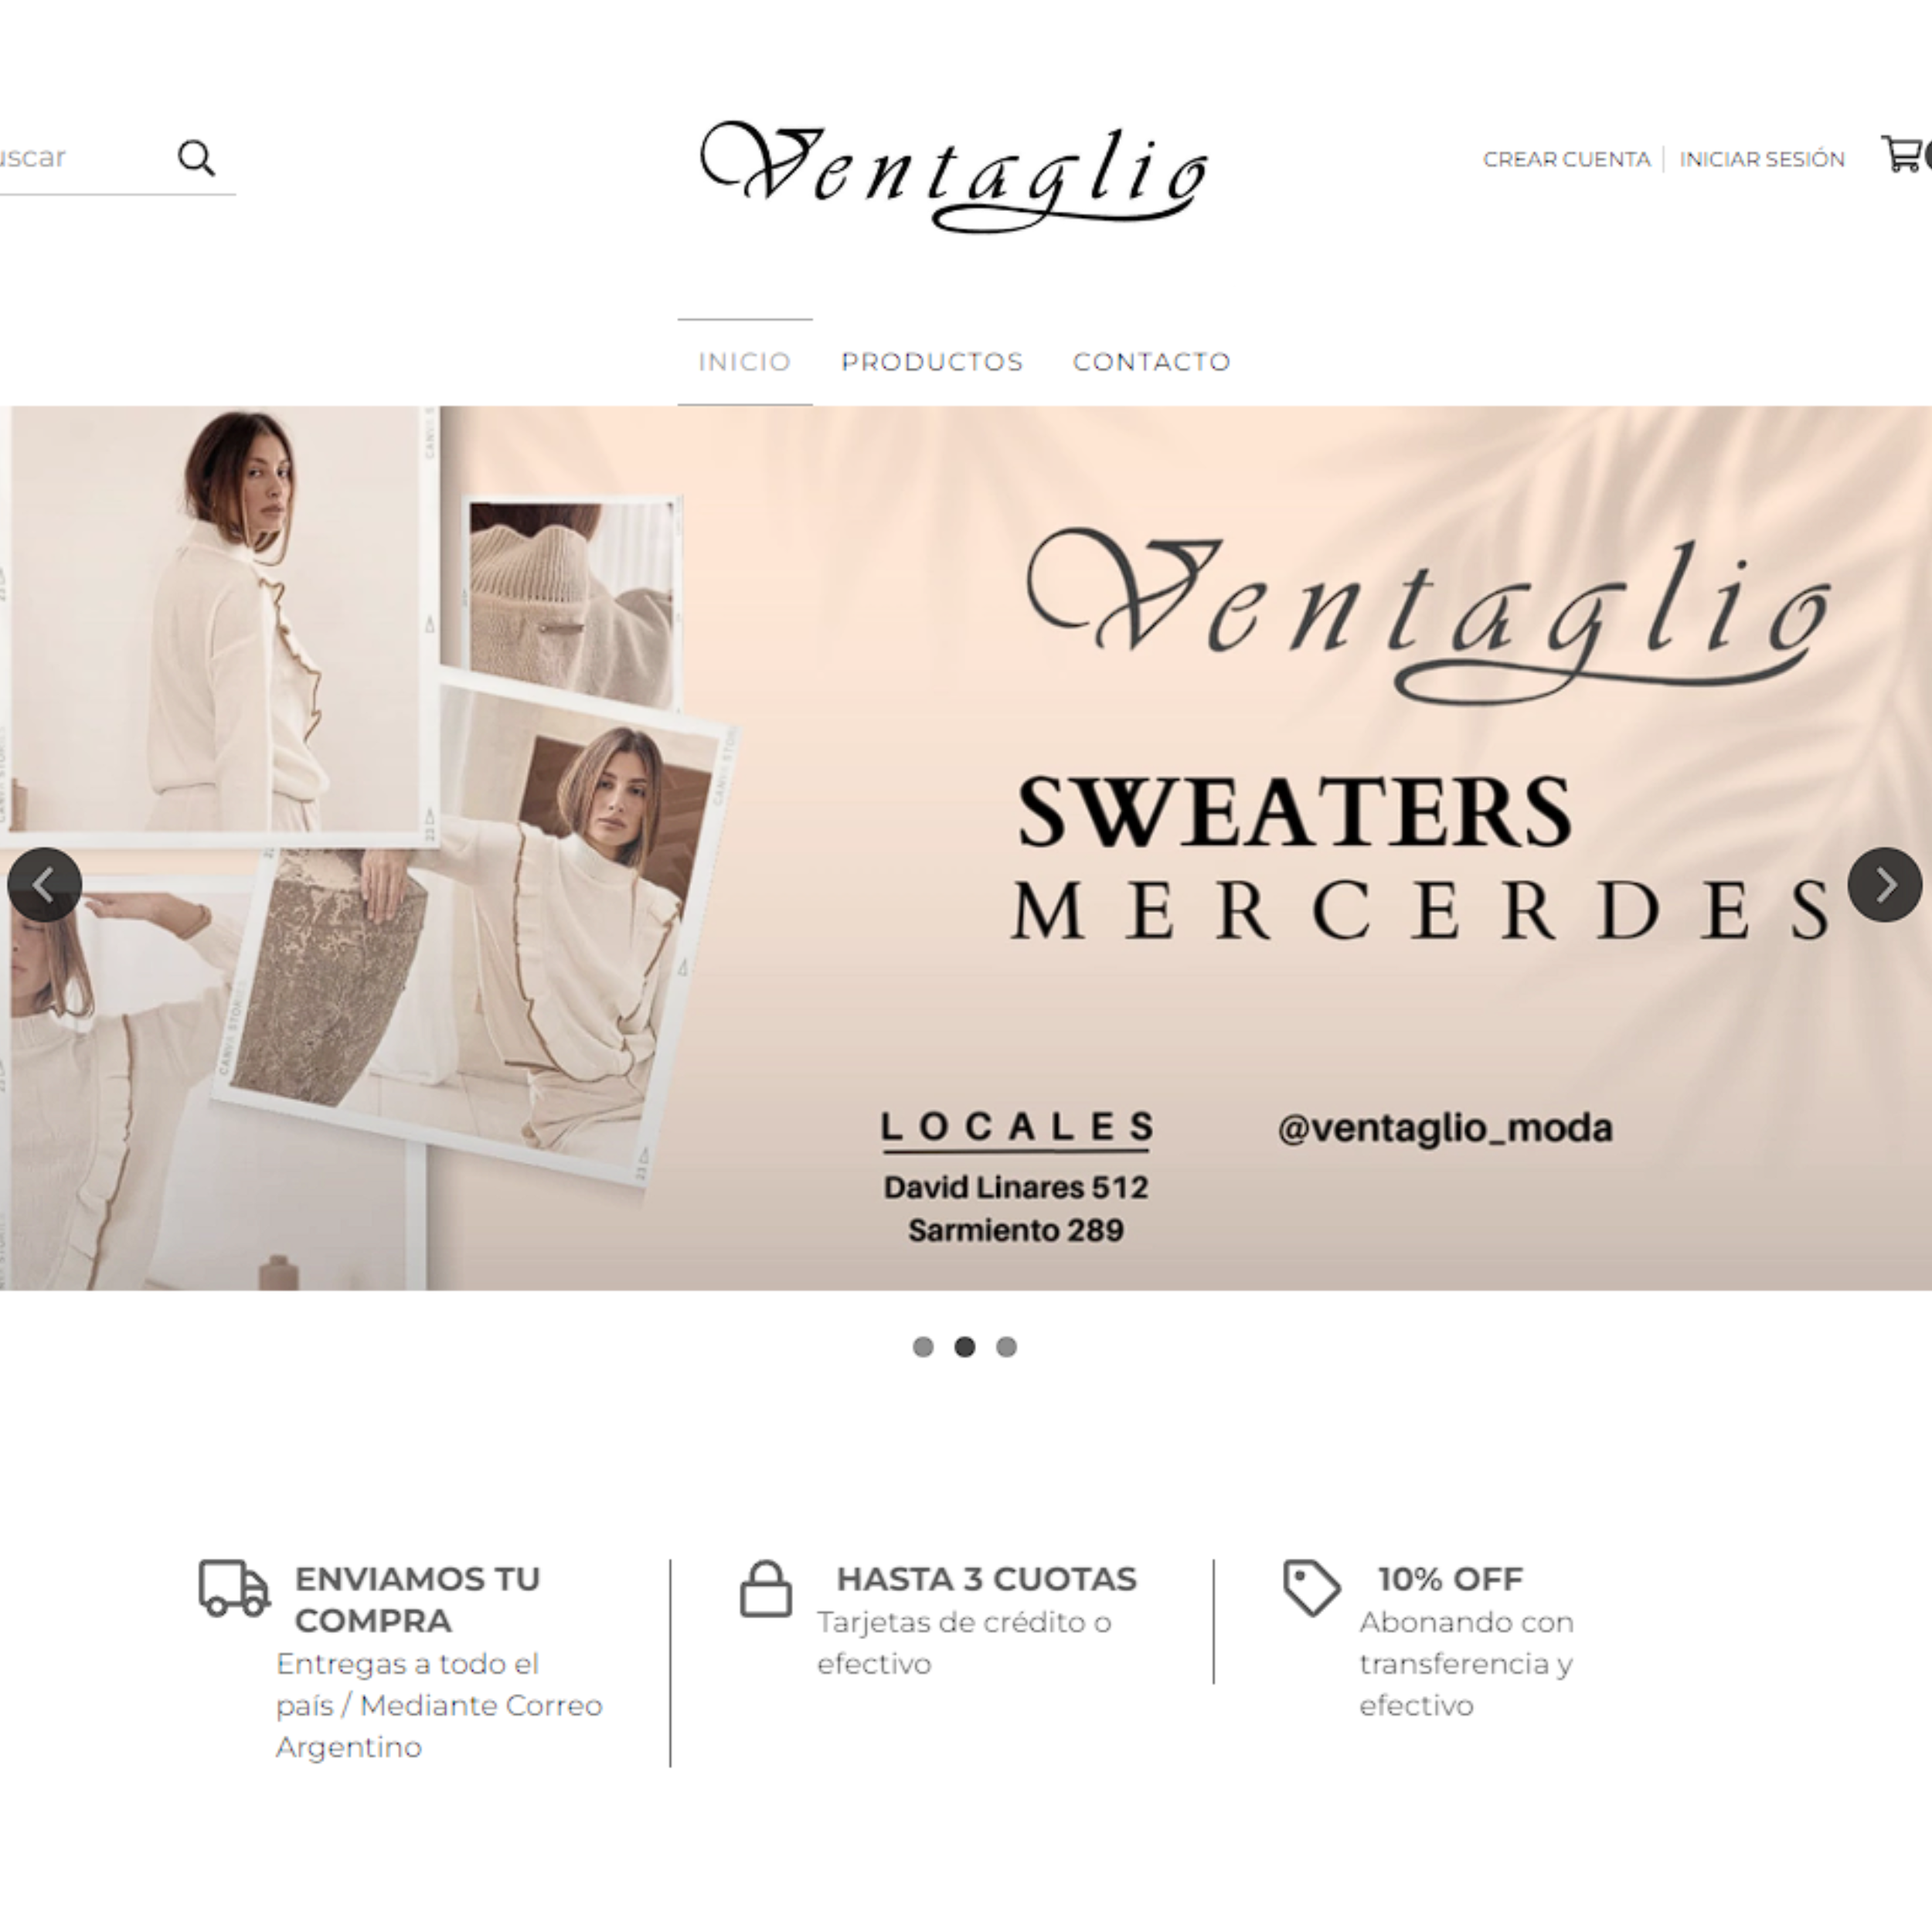 uscar
Ventaglio
CREAR CUENTA
INICIAR SESIÓN
INICIO
PRODUCTOS
CONTACTO
CANVA STORIES
Ventaglio
SWEATERS
MERCERDES
LOCALES
@ventaglio_moda
David Linares 512
Sarmiento 289
ENVIAMOS TU
COMPRA
Entregas a todo el
país / Mediante Correo
Argentino
HASTA 3 CUOTAS
Tarjetas de crédito o
efectivo
10% OFF
Abonando con
transferencia y
efectivo